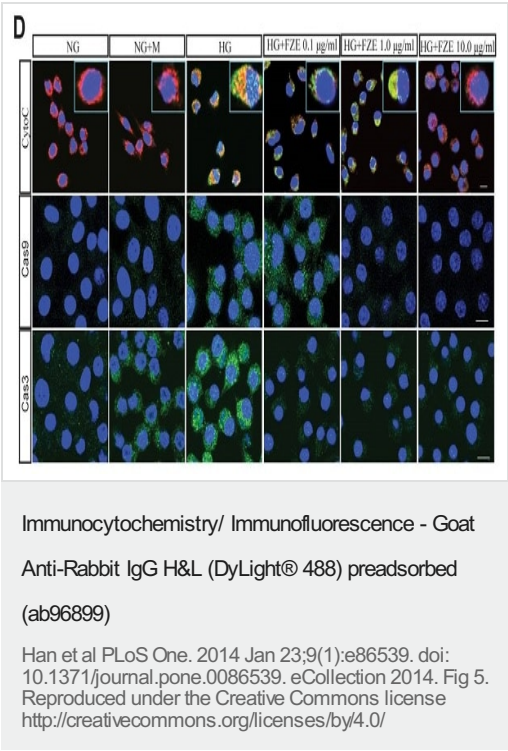 D
NG NG+M HG HG+FZE 0.1 μg/ml HG+FZE 1.0 μg/ml HG+FZE 10.0 μg/ml
CytoC
Cas9
Cas3
Immunocytochemistry/ Immunofluorescence - Goat
Anti-Rabbit IgG H&L (DyLight® 488) preadsorbed
(ab96899)
Han et al PLoS One. 2014 Jan 23;9(1):e86539. doi:
10.1371/journal.pone.0086539. eCollection 2014. Fig 5.
Reproduced under the Creative Commons license
http://creativecommons.org/licenses/by/4.0/